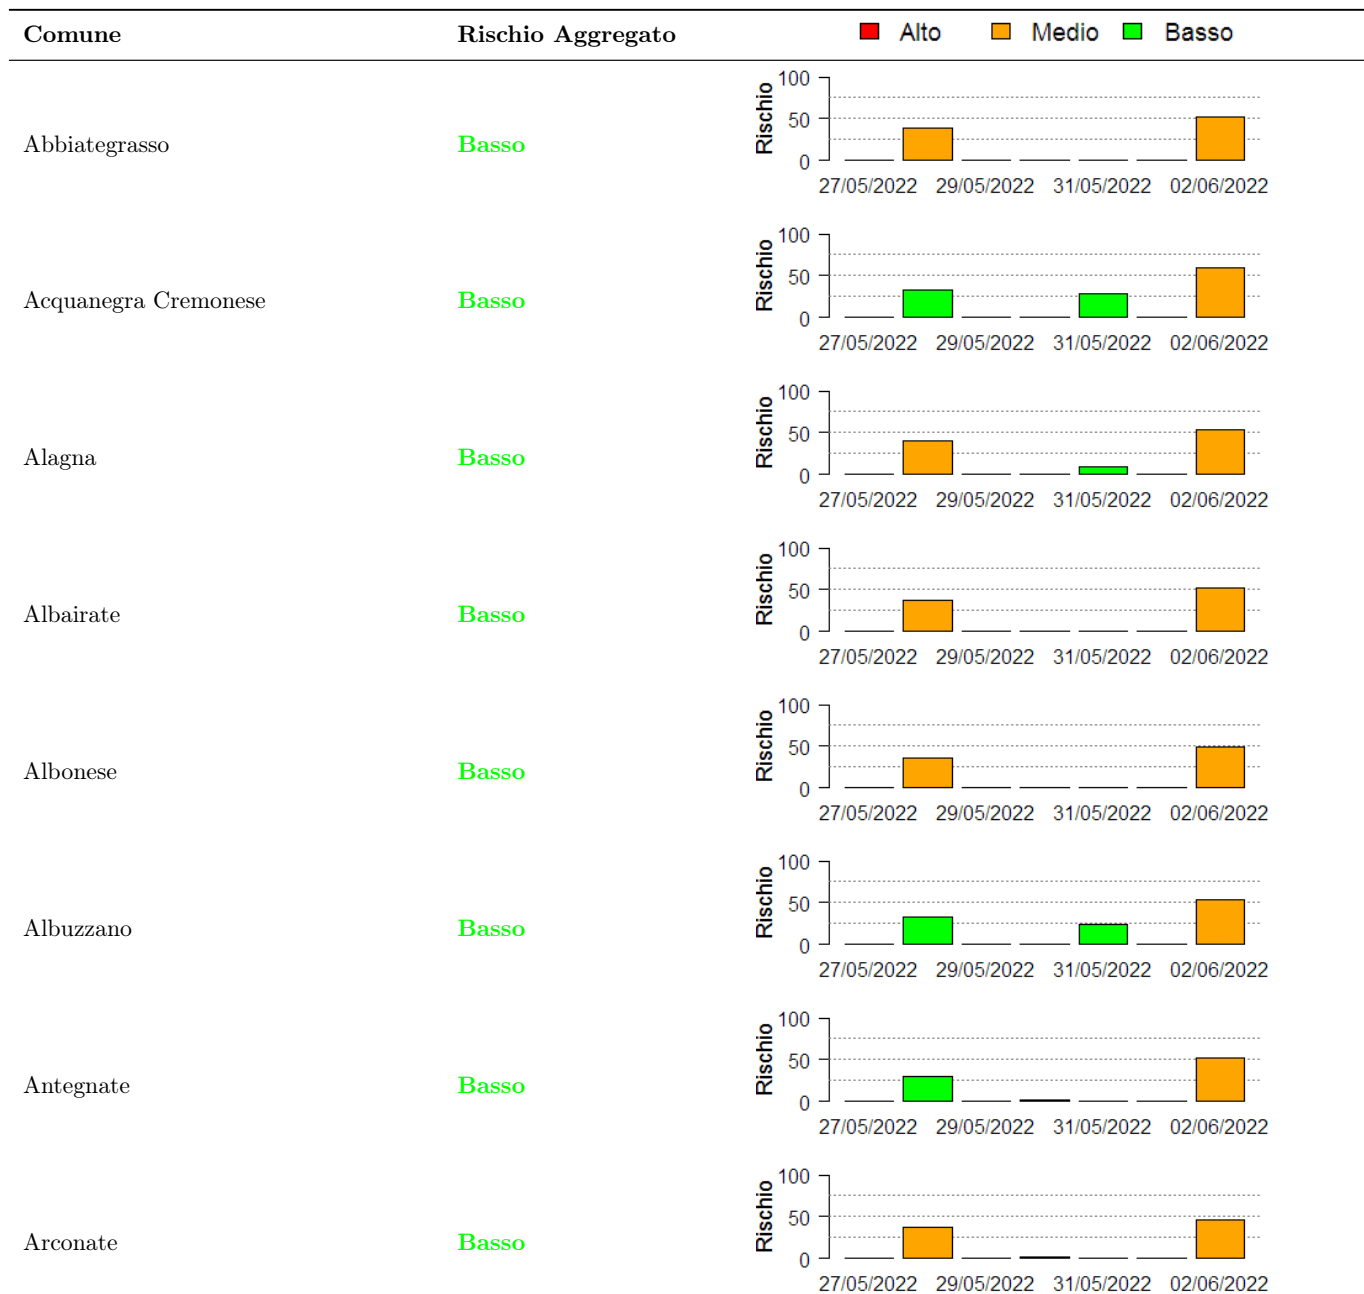 Comune Rischio Aggregato Alto Medio Basso
Abbiategrasso Basso Rischio 100 50 0
27/05/2022 29/05/2022 31/05/2022 02/06/2022
Acquanegra Cremonese Basso Rischio 100 50 0
27/05/2022 29/05/2022 31/05/2022 02/06/2022
Alagna Basso Rischio 100 50 0
27/05/2022 29/05/2022 31/05/2022 02/06/2022
Albairate Basso Rischio 100 50 0
27/05/2022 29/05/2022 31/05/2022 02/06/2022
Albonese Basso Rischio 100 50 0
27/05/2022 29/05/2022 31/05/2022 02/06/2022
Albuzzano Basso Rischio 100 50 0
27/05/2022 29/05/2022 31/05/2022 02/06/2022
Antegnate Basso Rischio 100 50 0
27/05/2022 29/05/2022 31/05/2022 02/06/2022
Arconate Basso Rischio 100 50 0
27/05/2022 29/05/2022 31/05/2022 02/06/2022